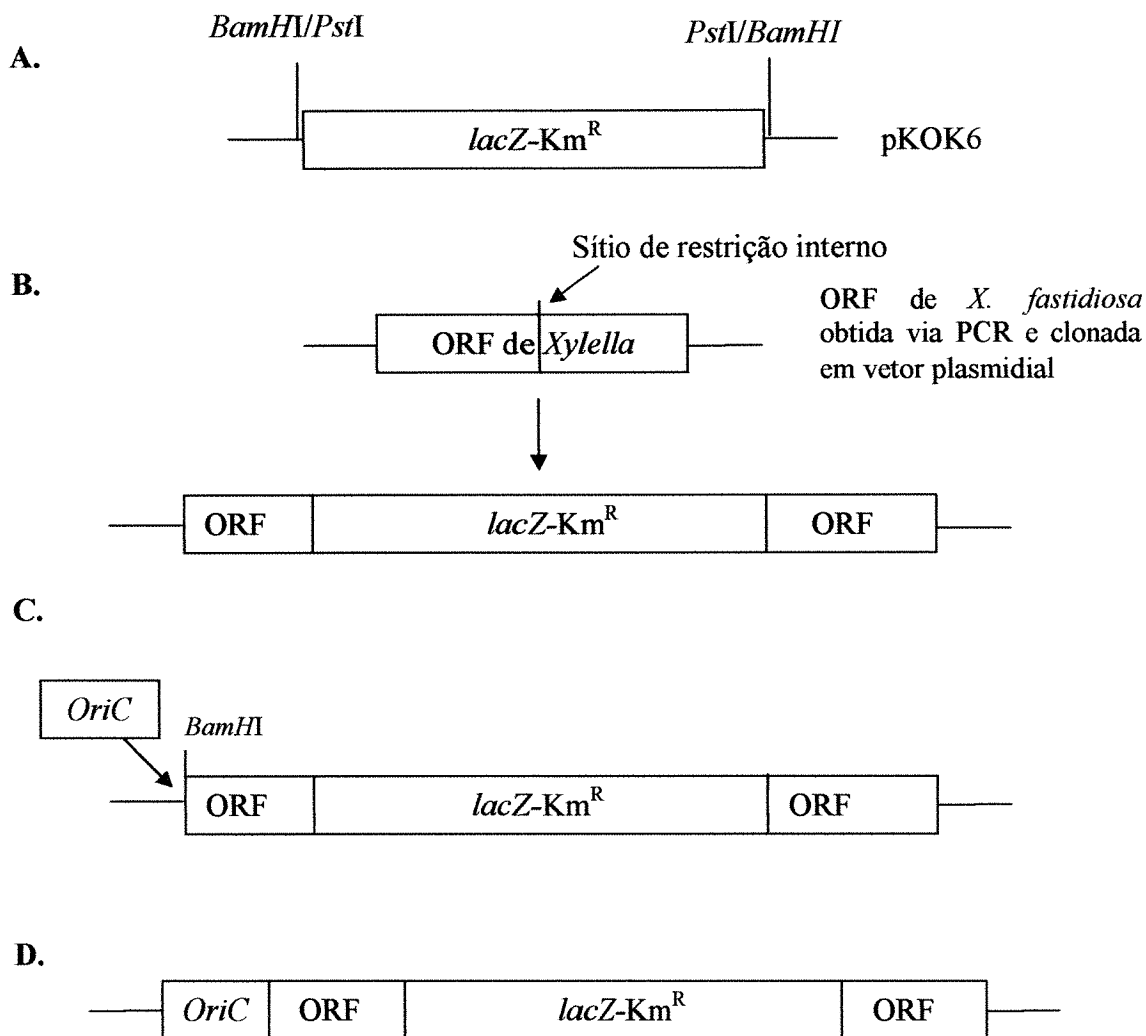 BamHI/PstI
PstI/BamHI
A.
lacZ-Km^R
pKOK6
Sítio de restrição interno
B.
ORF de Xylella
ORF de X. fastidiosa
obtida via PCR e clonada
em vetor plasmidial
ORF
lacZ-Km^R
ORF
C.
OriC
BamHI
ORF
lacZ-Km^R
ORF
D.
OriC
ORF
lacZ-Km^R
ORF